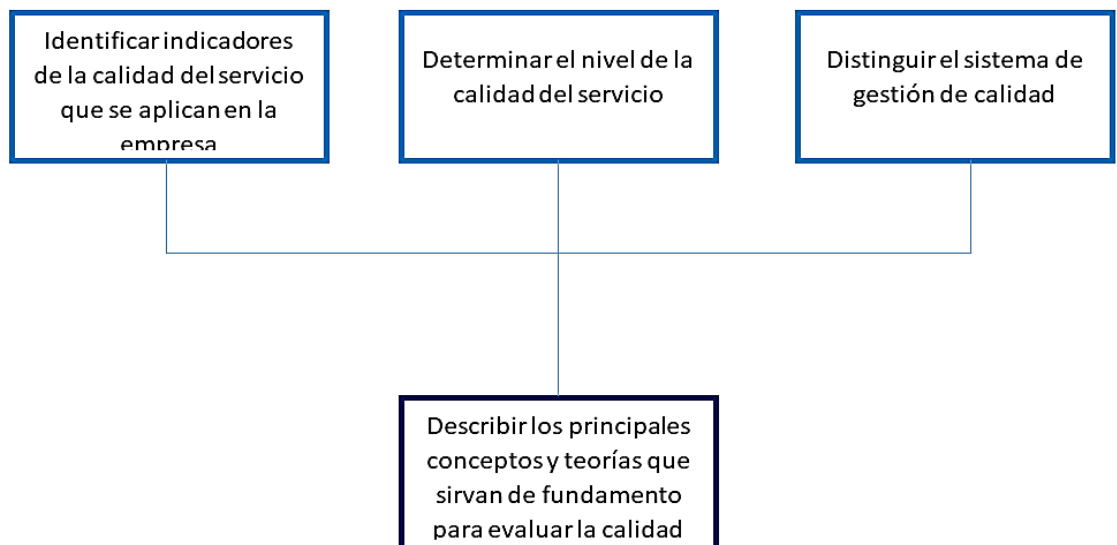 Identificar indicadores
de la calidad del servicio
que se aplican en la
empresa
Determinar el nivel de la
calidad del servicio
Distinguir el sistema de
gestión de calidad
Describir los principales
conceptos y teorías que
sirvan de fundamento
para evaluar la calidad